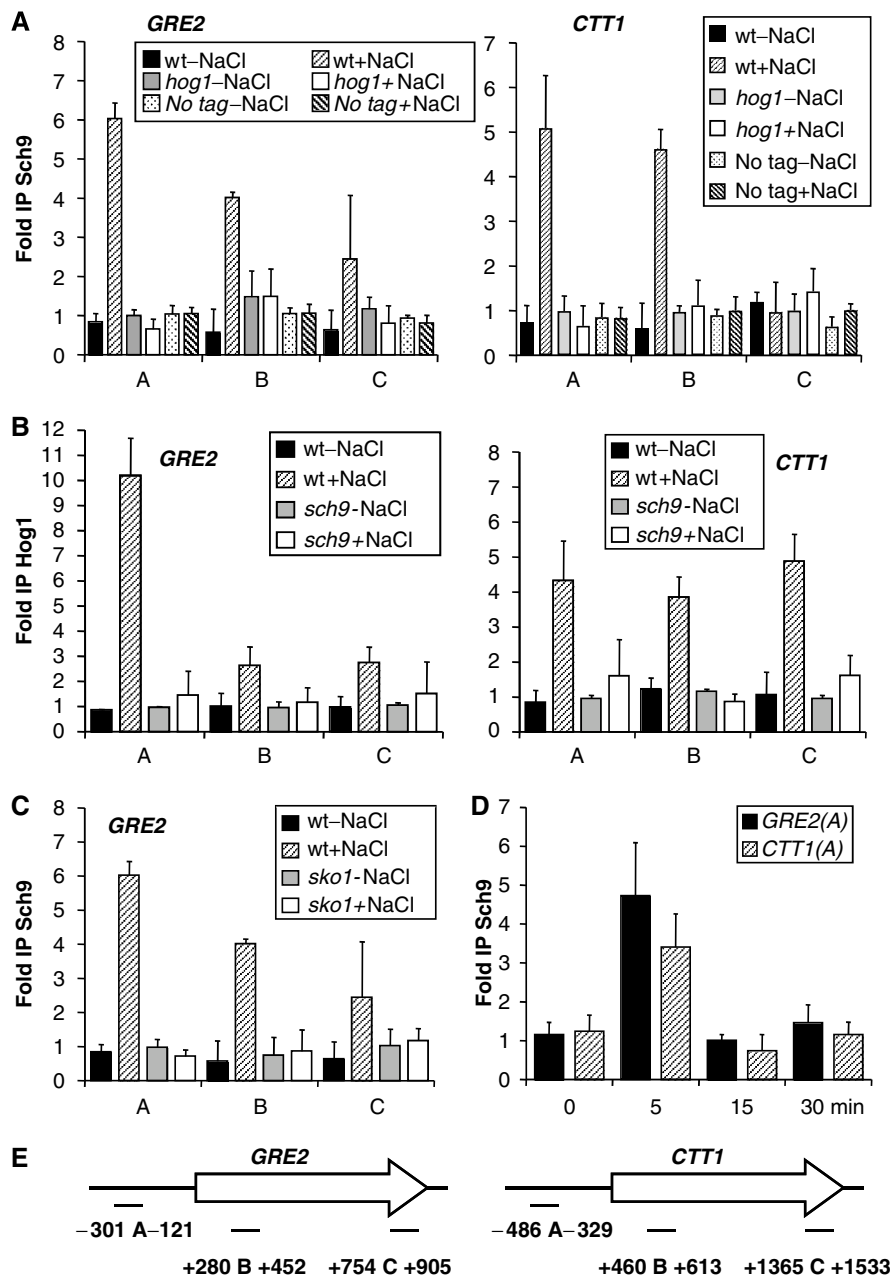 A
GRE2
Fold IP Sch9
8
7
6
5
4
3
2
1
0
wt–NaCl
wt+NaCl
hog1–NaCl
hog1+NaCl
No tag–NaCl
No tag+NaCl
A B C
CTT1
7
6
5
4
3
2
1
0
wt–NaCl
wt+NaCl
hog1–NaCl
hog1+NaCl
No tag–NaCl
No tag+NaCl
A B C
B
GRE2
Fold IP Hog1
12
11
10
9
8
7
6
5
4
3
2
1
0
wt–NaCl
wt+NaCl
sch9-NaCl
sch9+NaCl
A B C
CTT1
8
7
6
5
4
3
2
1
0
wt–NaCl
wt+NaCl
sch9-NaCl
sch9+NaCl
A B C
C
GRE2
Fold IP Sch9
8
7
6
5
4
3
2
1
0
wt–NaCl
wt+NaCl
sko1-NaCl
sko1+NaCl
A B C
D
Fold IP Sch9
7
6
5
4
3
2
1
0
GRE2(A)
CTT1(A)
0 5 15 30 min
E
GRE2
–301 A–121
+280 B +452 +754 C +905
CTT1
–486 A–329
+460 B +613 +1365 C +1533